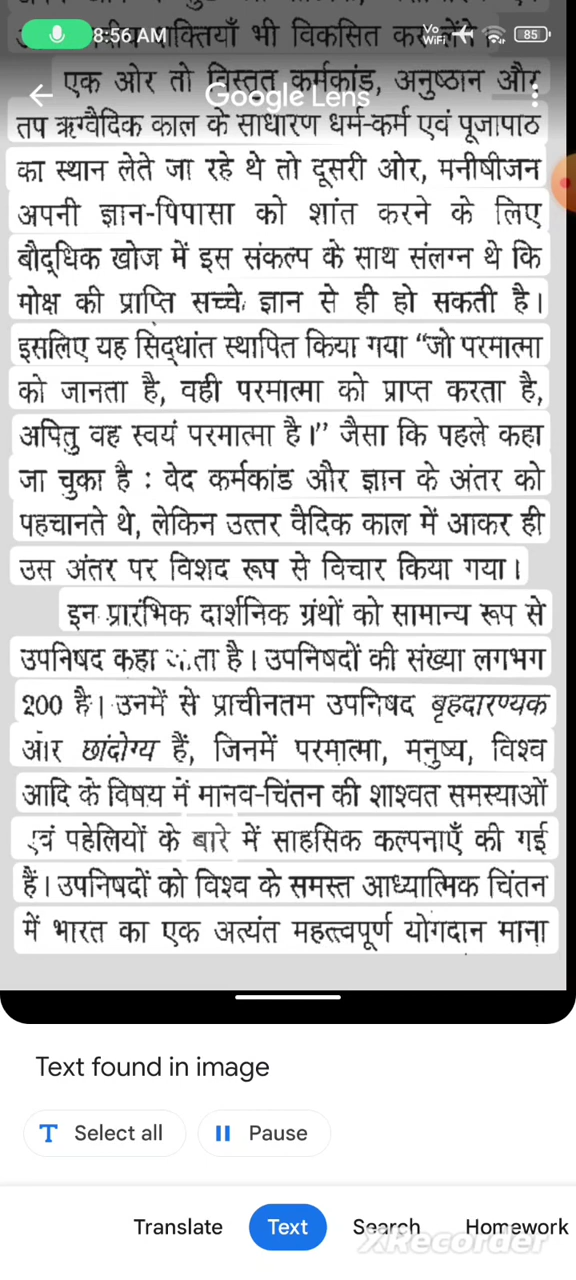 8:56 AM
Vo
WiFi
85
शक्तियाँ भी विकसित कर लेते
Google Lens
एक ओर तो विस्तृत कर्मकांड, अनुष्ठान और
तप ऋग्वैदिक काल के साधारण धर्म-कर्म एवं पूजापाठ
का स्थान लेते जा रहे थे तो दूसरी ओर, मनीषीजन
अपनी ज्ञान-पिपासा को शांत करने के लिए
बौद्धिक खोज में इस संकल्प के साथ संलग्न थे कि
मोक्ष की प्राप्ति सच्चे ज्ञान से ही हो सकती है।
इसलिए यह सिद्धांत स्थापित किया गया “जो परमात्मा
को जानता है, वही परमात्मा को प्राप्त करता है,
अपितु वह स्वयं परमात्मा है।” जैसा कि पहले कहा
जा चुका है : वेद कर्मकांड और ज्ञान के अंतर को
पहचानते थे, लेकिन उत्तर वैदिक काल में आकर ही
उस अंतर पर विशद रूप से विचार किया गया।
इन प्रारंभिक दार्शनिक ग्रंथों को सामान्य रूप से
उपनिषद कहा जाता है। उपनिषदों की संख्या लगभग
200 है। उनमें से प्राचीनतम उपनिषद बृहदारण्यक
और छांदोग्य हैं, जिनमें परमात्मा, मनुष्य, विश्व
आदि के विषय में मानव-चिंतन की शाश्वत समस्याओं
एवं पहेलियों के बारे में साहसिक कल्पनाएँ की गई
हैं। उपनिषदों को विश्व के समस्त आध्यात्मिक चिंतन
में भारत का एक अत्यंत महत्त्वपूर्ण योगदान माना
Text found in image
T Select all
Pause
Translate Text Search Homework
XRecorder